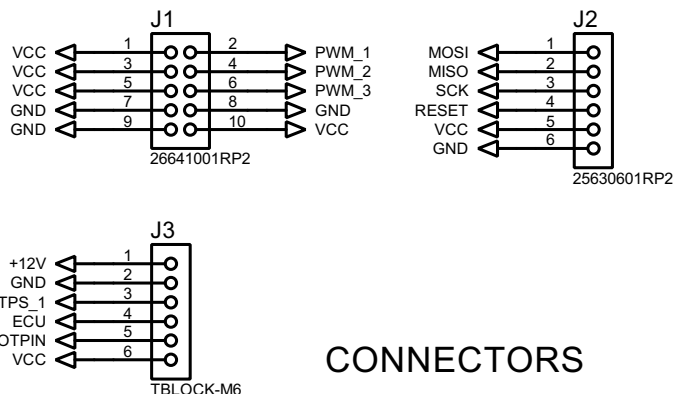 J1
VCC 1 2 PWM_1
VCC 3 4 PWM_2
VCC 5 6 PWM_3
GND 7 8 GND
GND 9 10 VCC
26641001RP2
J2
MOSI 1
MISO 2
SCK 3
RESET 4
VCC 5
GND 6
25630601RP2
J3
+12V 1
GND 2
TPS_1 3
ECU 4
OTPIN 5
VCC 6
TBLOCK-M6
CONNECTORS